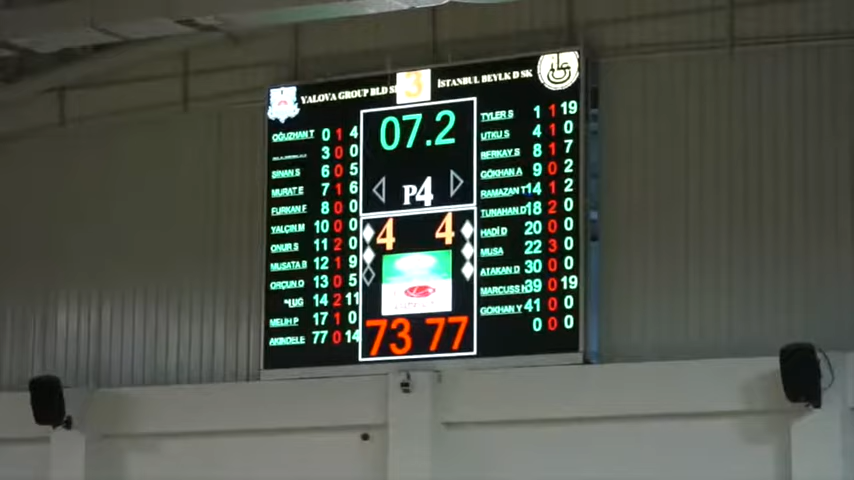 YALOVA GROUP BLD SK 3 İSTANBUL BEYLK D SK
OĞUZHAN T 0 1 4
3 0 0
SİNAN S 6 0 5
MURAT E 7 1 6
FURKAN F 8 0 0
YALÇIN M 10 0 0
ONUR S 11 2 0
MUSATA B 12 1 9
ORÇUN O 13 0 5
14 2 11
MELİH P 17 1 0
AKINDELE 77 0 14
07.2
P4
4 4
73 77
TYLER S 1 1 19
UTKU S 4 1 0
BERKAY S 8 1 7
GÖKHAN A 9 0 2
RAMAZAN T 14 1 2
TUNAHAN D 18 2 0
HADİ D 20 0 0
MUSA 22 3 0
ATAKAN D 30 0 0
MARCUSS 39 0 19
GÖKHAN Y 41 0 0
0 0 0